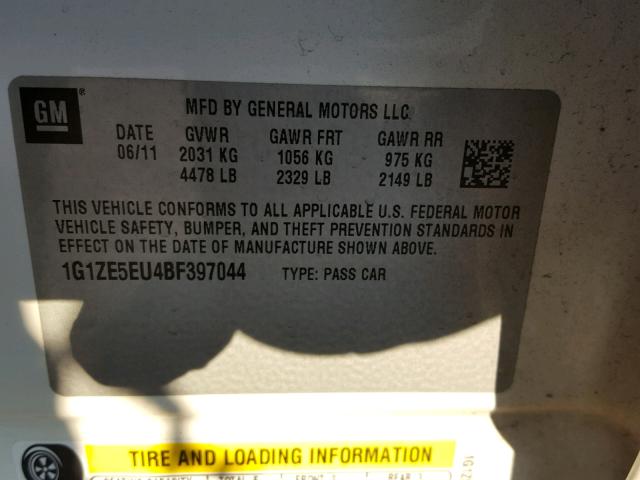 GM ® MFD BY GENERAL MOTORS LLC
DATE GVWR GAWR FRT GAWR RR
06/11 2031 KG 1056 KG 975 KG
4478 LB 2329 LB 2149 LB
THIS VEHICLE CONFORMS TO ALL APPLICABLE U.S. FEDERAL MOTOR
VEHICLE SAFETY, BUMPER, AND THEFT PREVENTION STANDARDS IN
EFFECT ON THE DATE OF MANUFACTURE SHOWN ABOVE.
1G1ZE5EU4BF397044 TYPE: PASS CAR
TIRE AND LOADING INFORMATION